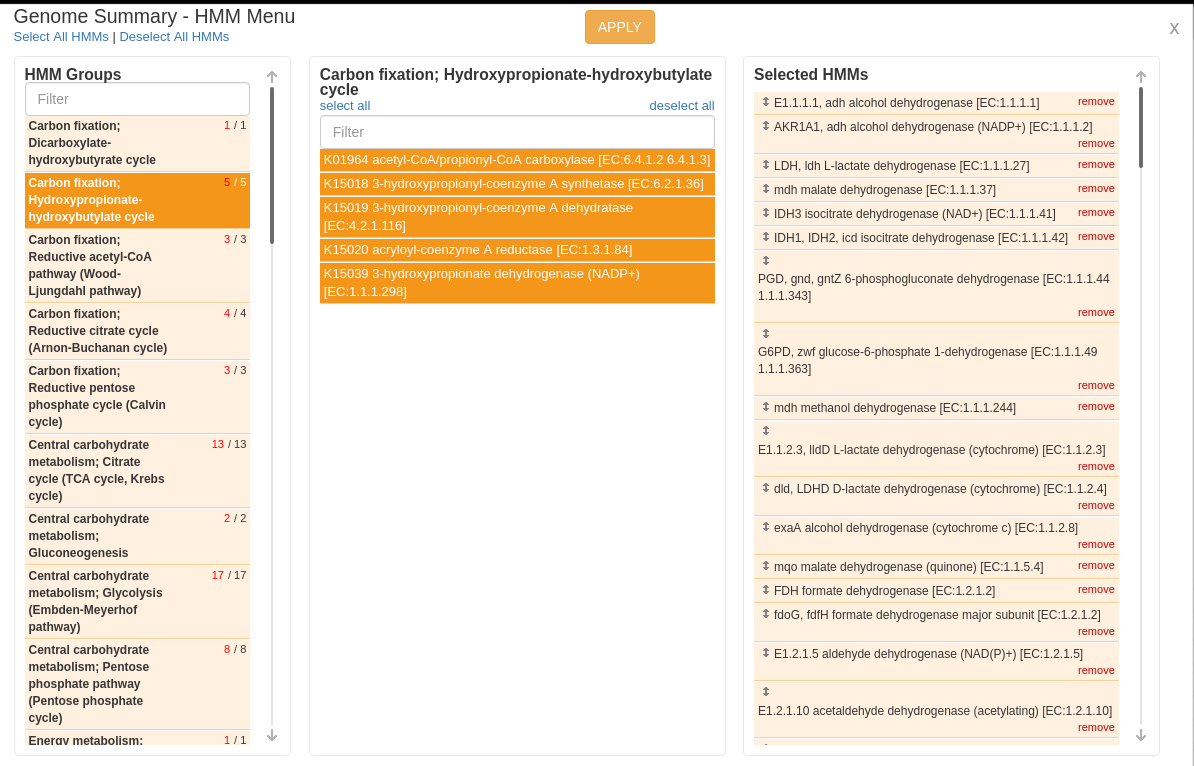 Genome Summary - HMM Menu
Select All HMMs | Deselect All HMMs
APPLY
X
HMM Groups
Filter
Carbon fixation; 1 / 1
Dicarboxylate-
hydroxybutyrate cycle
Carbon fixation; 5 / 5
Hydroxypropionate-
hydroxybutylate cycle
Carbon fixation; 3 / 3
Reductive acetyl-CoA
pathway (Wood-
Ljungdahl pathway)
Carbon fixation; 4 / 4
Reductive citrate cycle
(Arnon-Buchanan cycle)
Carbon fixation; 3 / 3
Reductive pentose
phosphate cycle (Calvin
cycle)
Central carbohydrate 13 / 13
metabolism; Citrate
cycle (TCA cycle, Krebs
cycle)
Central carbohydrate 2 / 2
metabolism;
Gluconeogenesis
Central carbohydrate 17 / 17
metabolism; Glycolysis
(Embden-Meyerhof
pathway)
Central carbohydrate 8 / 8
metabolism; Pentose
phosphate pathway
(Pentose phosphate
cycle)
Energy metabolism; 1 / 1
Carbon fixation; Hydroxypropionate-hydroxybutylate
cycle
select all deselect all
Filter
K01964 acetyl-CoA/propionyl-CoA carboxylase [EC:6.4.1.2 6.4.1.3]
K15018 3-hydroxypropionyl-coenzyme A synthetase [EC:6.2.1.36]
K15019 3-hydroxypropionyl-coenzyme A dehydratase
[EC:4.2.1.116]
K15020 acryloyl-coenzyme A reductase [EC:1.3.1.84]
K15039 3-hydroxypropionate dehydrogenase (NADP+)
[EC:1.1.1.298]
Selected HMMs
E1.1.1.1, adh alcohol dehydrogenase [EC:1.1.1.1] remove
AKR1A1, adh alcohol dehydrogenase (NADP+) [EC:1.1.1.2]
remove
LDH, ldh L-lactate dehydrogenase [EC:1.1.1.27] remove
mdh malate dehydrogenase [EC:1.1.1.37] remove
IDH3 isocitrate dehydrogenase (NAD+) [EC:1.1.1.41] remove
IDH1, IDH2, icd isocitrate dehydrogenase [EC:1.1.1.42] remove
PGD, gnd, gntZ 6-phosphogluconate dehydrogenase [EC:1.1.1.44
1.1.1.343]
remove
G6PD, zwf glucose-6-phosphate 1-dehydrogenase [EC:1.1.1.49
1.1.1.363]
remove
mdh methanol dehydrogenase [EC:1.1.1.244] remove
E1.1.2.3, lldD L-lactate dehydrogenase (cytochrome) [EC:1.1.2.3]
remove
dld, LDHD D-lactate dehydrogenase (cytochrome) [EC:1.1.2.4]
remove
exaA alcohol dehydrogenase (cytochrome c) [EC:1.1.2.8]
remove
mqo malate dehydrogenase (quinone) [EC:1.1.5.4] remove
FDH formate dehydrogenase [EC:1.2.1.2] remove
fdoG, fdfH formate dehydrogenase major subunit [EC:1.2.1.2]
remove
E1.2.1.5 aldehyde dehydrogenase (NAD(P)+) [EC:1.2.1.5]
remove
E1.2.1.10 acetaldehyde dehydrogenase (acetylating) [EC:1.2.1.10]
remove